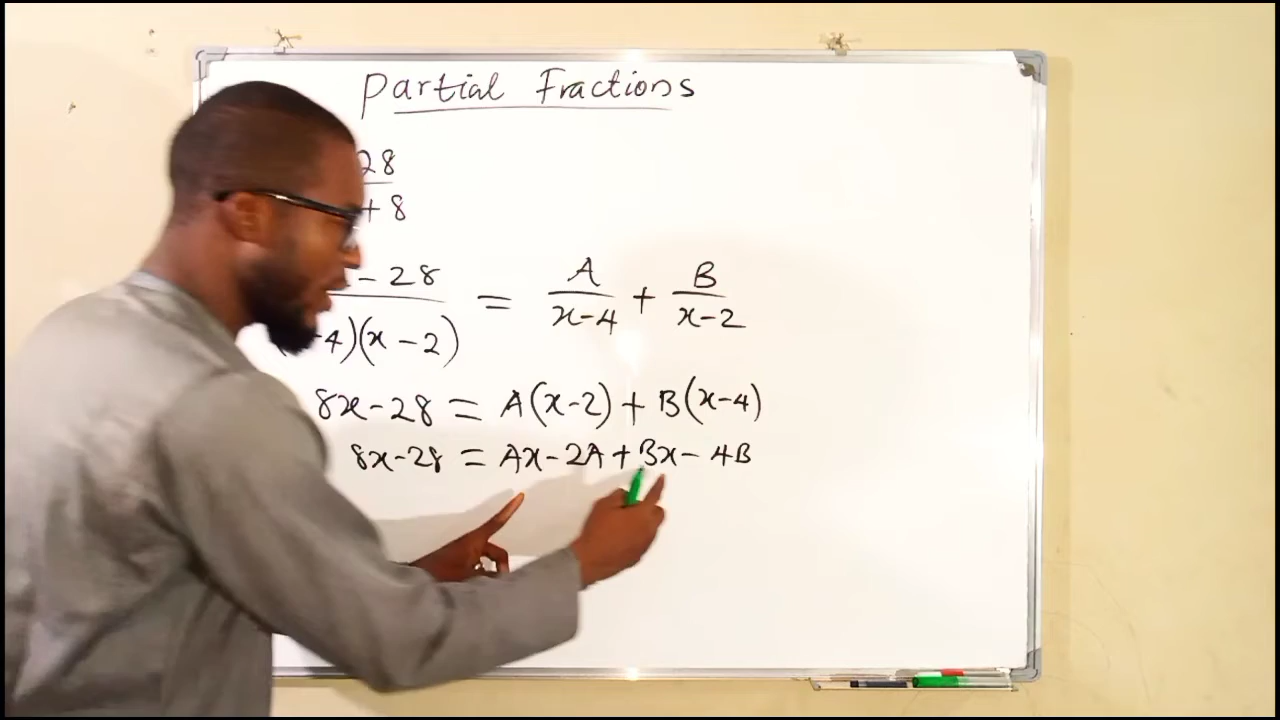 Partial Fractions
28
+ 8
- 28 = A/x-4 + B/x-2
4)(x-2)
8x-28 = A(x-2) + B(x-4)
8x-28 = Ax-2A+Bx-4B